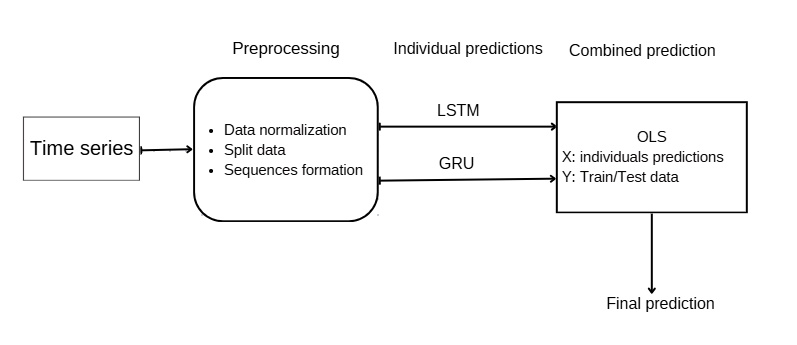 Preprocessing
Individual predictions
Combined prediction
Time series
• Data normalization
• Split data
• Sequences formation
LSTM
GRU
OLS
X: individuals predictions
Y: Train/Test data
Final prediction